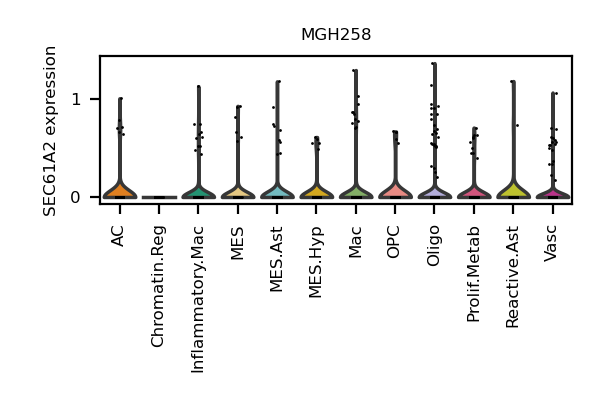 MGH258
SEC61A2 expression
1
0
AC
Chromatin.Reg
Inflammatory.Mac
MES
MES.Ast
MES.Hyp
Mac
OPC
Oligo
Prolif.Metab
Reactive.Ast
Vasc